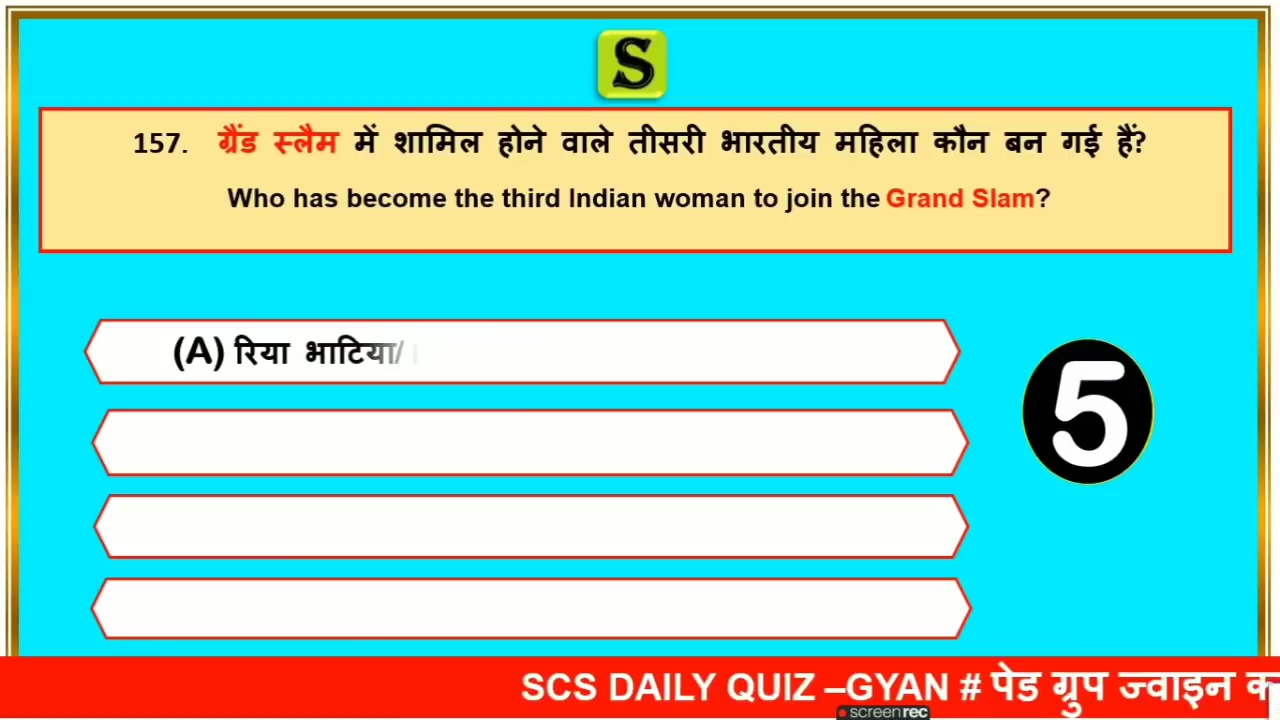 S
157. ग्रैंड स्लैम में शामिल होने वाले तीसरी भारतीय महिला कौन बन गई हैं?
Who has become the third Indian woman to join the Grand Slam?
(A) रिया भाटिया/
5
SCS DAILY QUIZ –GYAN # पेड ग्रुप ज्वाइन
screenrec